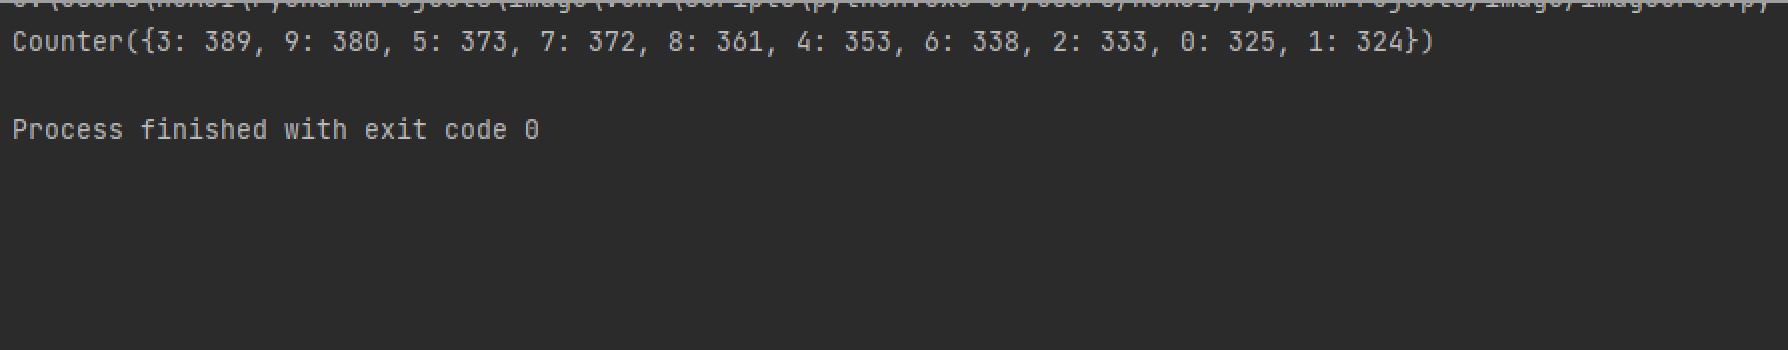 Counter({3: 389, 9: 380, 5: 373, 7: 372, 8: 361, 4: 353, 6: 338, 2: 333, 0: 325, 1: 324})
Process finished with exit code 0